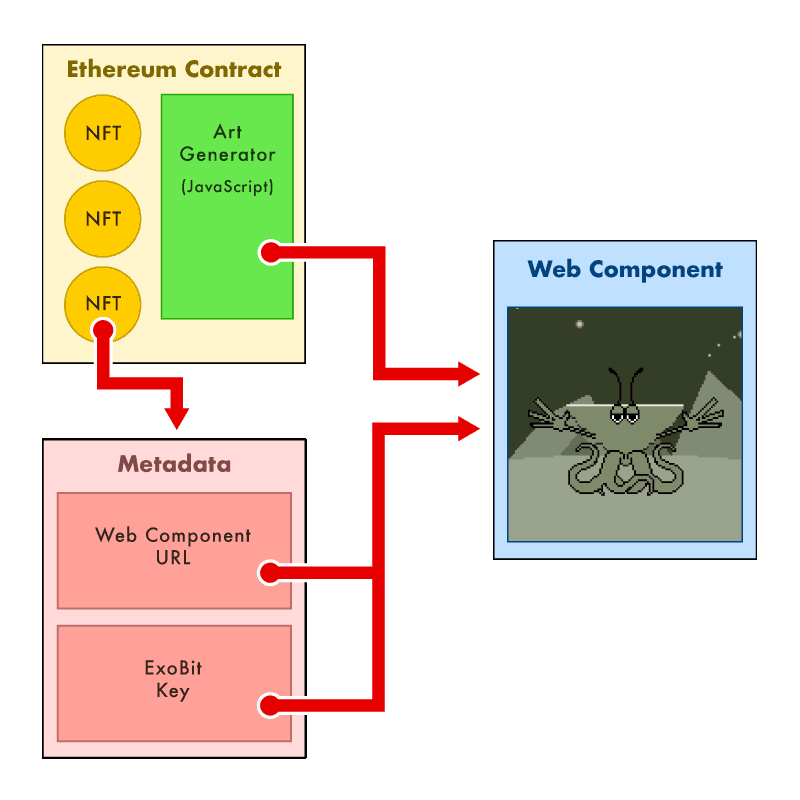 Ethereum Contract
NFT
NFT
NFT
Art
Generator
(JavaScript)
Web Component
Metadata
Web Component
URL
ExoBit
Key